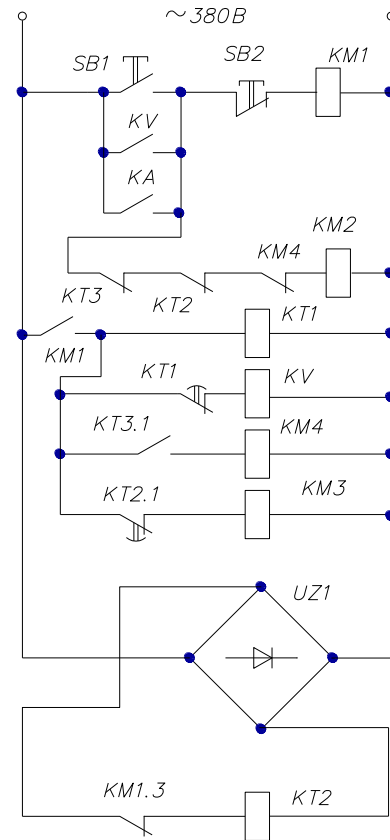 ~380В
SB1
SB2
KM1
KV
KA
KM2
KM4
KT3
KT2
KT1
KM1
KT1
KV
KT3.1
KM4
KT2.1
KM3
UZ1
KM1.3
KT2